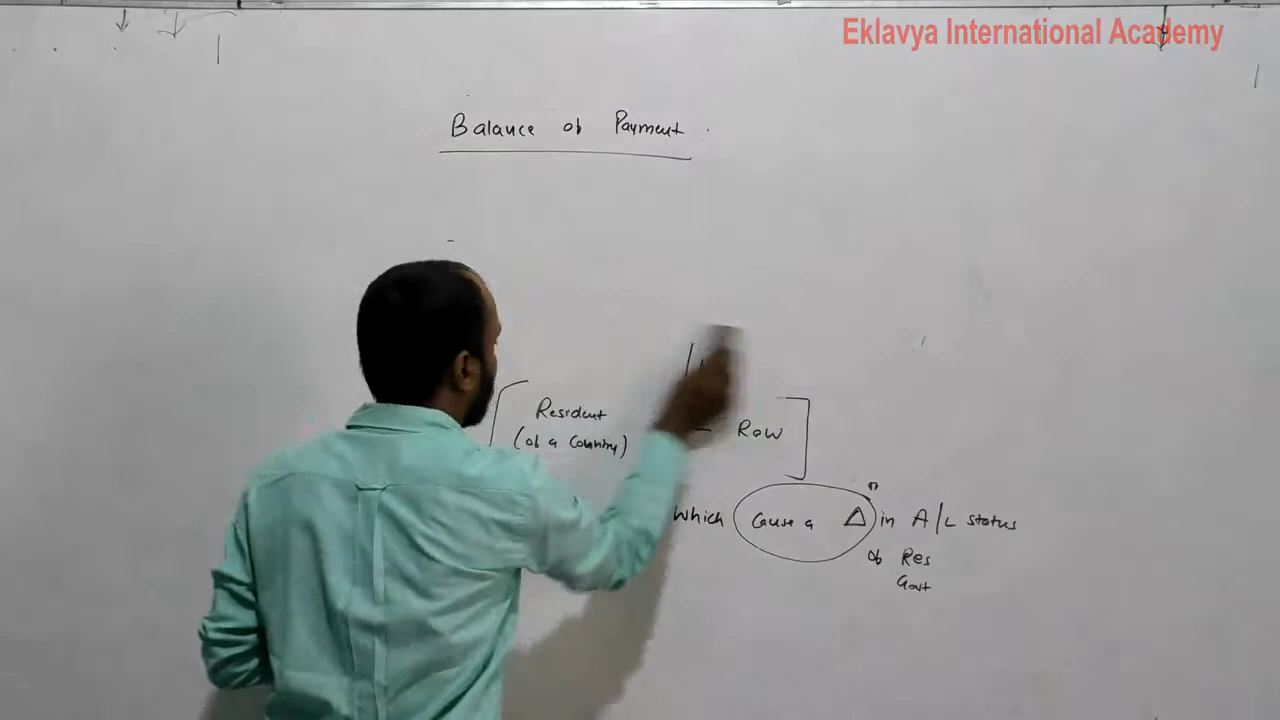 Eklavya International Academy
Balance of Payment
Resident
(of a Country)
Row
which Cause a Δ in A/L status
of Res
Govt